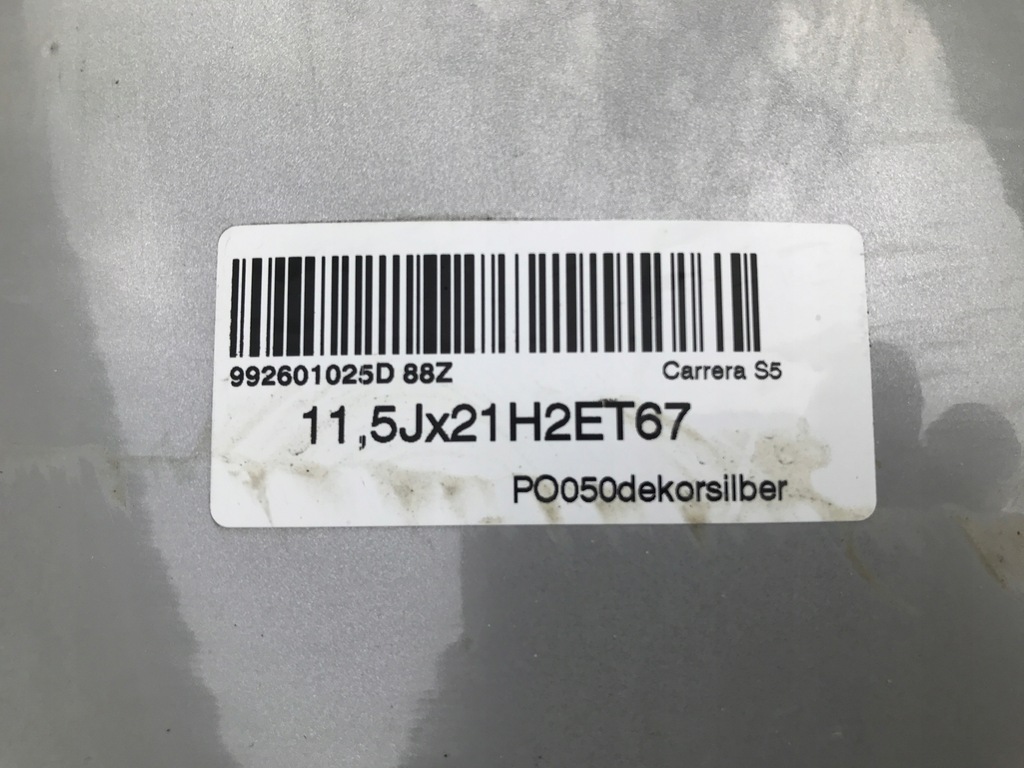 992601025D 88Z Carrera S5
11,5Jx21H2ET67
PO050dekorsilber